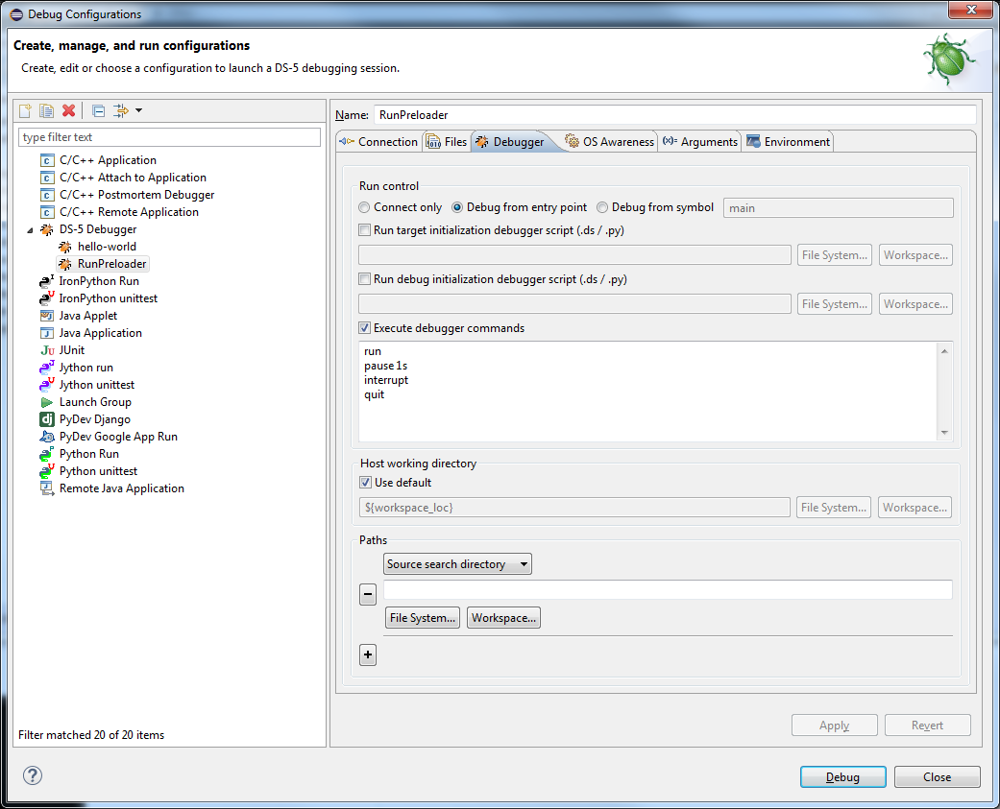 Debug Configurations
Create, manage, and run configurations
Create, edit or choose a configuration to launch a DS-5 debugging session.
type filter text
C/C++ Application
C/C++ Attach to Application
C/C++ Postmortem Debugger
C/C++ Remote Application
DS-5 Debugger
hello-world
RunPreloader
IronPython Run
IronPython unittest
Java Applet
Java Application
JUnit
Jython run
Jython unittest
Launch Group
PyDev Django
PyDev Google App Run
Python Run
Python unittest
Remote Java Application
Filter matched 20 of 20 items
Name: RunPreloader
Connection Files Debugger OS Awareness Arguments Environment
Run control
Connect only Debug from entry point Debug from symbol main
Run target initialization debugger script (.ds / .py)
File System... Workspace...
Run debug initialization debugger script (.ds / .py)
File System... Workspace...
Execute debugger commands
run
pause 1s
interrupt
quit
Host working directory
Use default
${workspace_loc} File System... Workspace...
Paths
Source search directory
File System... Workspace...
Apply Revert
Debug Close